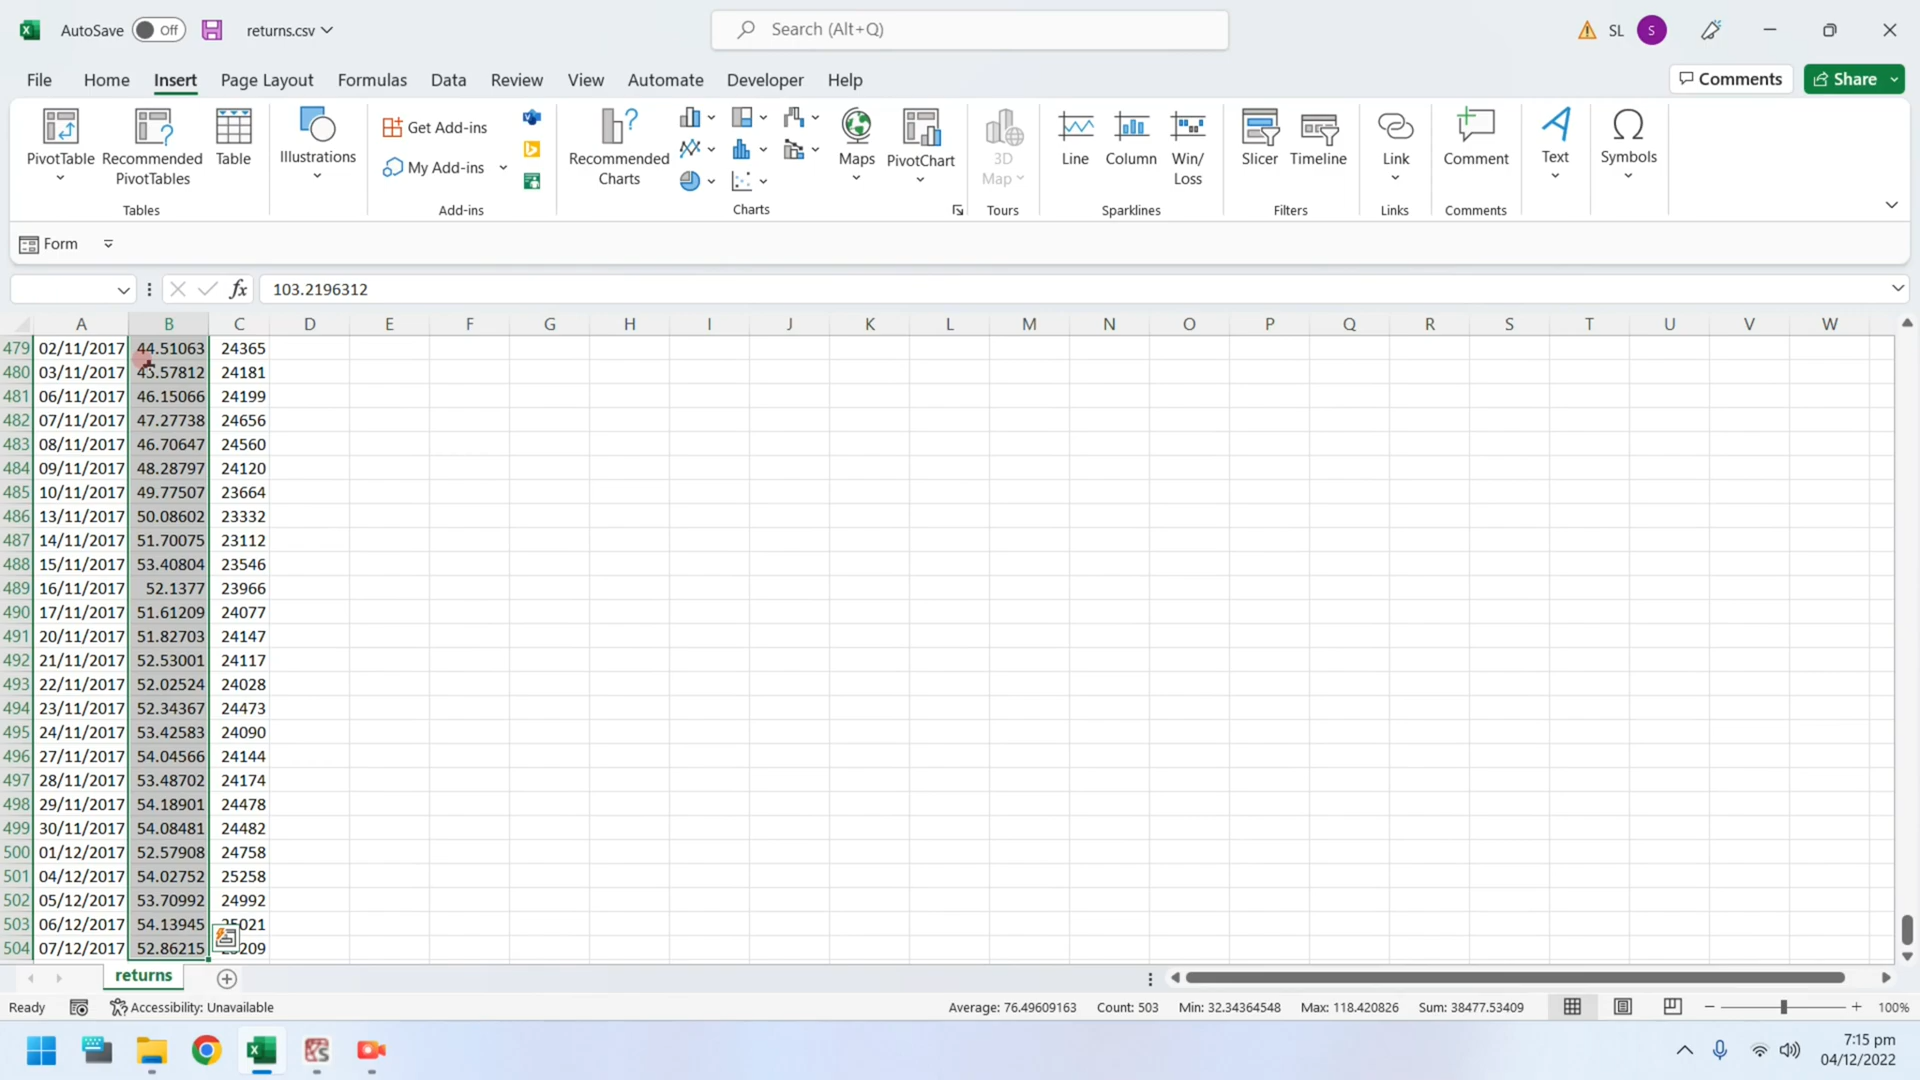 AutoSave Off returns.csv Search (Alt+Q) SL S
File Home Insert Page Layout Formulas Data Review View Automate Developer Help Comments Share
PivotTable Recommended PivotTables Table Illustrations Get Add-ins My Add-ins Recommended Charts Maps PivotChart 3D Map Line Column Win/Loss Slicer Timeline Link Comment Text Symbols
Tables Add-ins Charts Tours Sparklines Filters Links Comments
Form
fx 103.2196312
A B C D E F G H I J K L M N O P Q R S T U V W
479 02/11/2017 44.51063 24365
480 03/11/2017 45.57812 24181
481 06/11/2017 46.15066 24199
482 07/11/2017 47.27738 24656
483 08/11/2017 46.70647 24560
484 09/11/2017 48.28797 24120
485 10/11/2017 49.77507 23664
486 13/11/2017 50.08602 23332
487 14/11/2017 51.70075 23112
488 15/11/2017 53.40804 23546
489 16/11/2017 52.1377 23966
490 17/11/2017 51.61209 24077
491 20/11/2017 51.82703 24147
492 21/11/2017 52.53001 24117
493 22/11/2017 52.02524 24028
494 23/11/2017 52.34367 24473
495 24/11/2017 53.42583 24090
496 27/11/2017 54.04566 24144
497 28/11/2017 53.48702 24174
498 29/11/2017 54.18901 24478
499 30/11/2017 54.08481 24482
500 01/12/2017 52.57908 24758
501 04/12/2017 54.02752 25258
502 05/12/2017 53.70992 24992
503 06/12/2017 54.13945
504 07/12/2017 52.86215
returns
Ready Accessibility: Unavailable Average: 76.49609163 Count: 503 Min: 32.34364548 Max: 118.420826 Sum: 38477.53409 100%
7:15 pm
04/12/2022